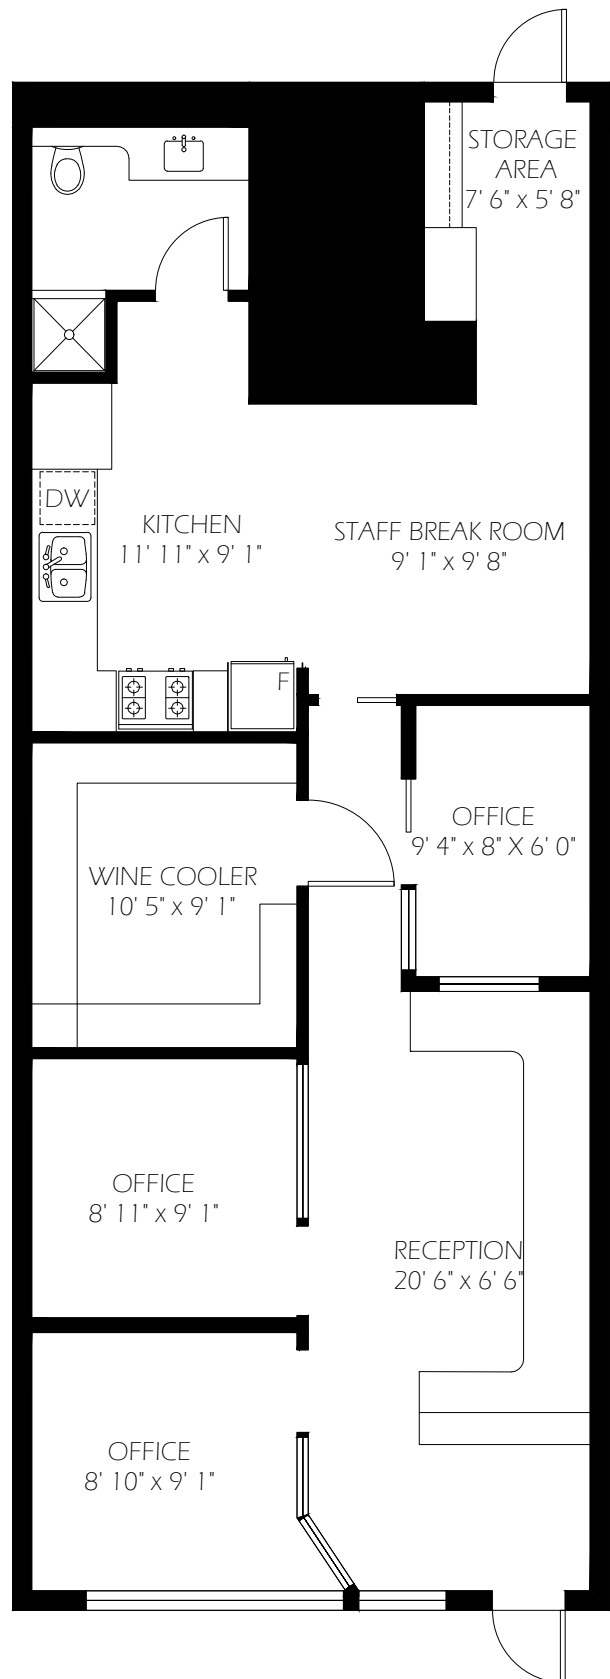 STORAGE
AREA
7' 6" x 5' 8"
DW
KITCHEN
11' 11" x 9' 1"
STAFF BREAK ROOM
9' 1" x 9' 8"
F
OFFICE
9' 4" x 8" X 6' 0"
WINE COOLER
10' 5" x 9' 1"
OFFICE
8' 11" x 9' 1"
RECEPTION
20' 6" x 6' 6"
OFFICE
8' 10" x 9' 1"